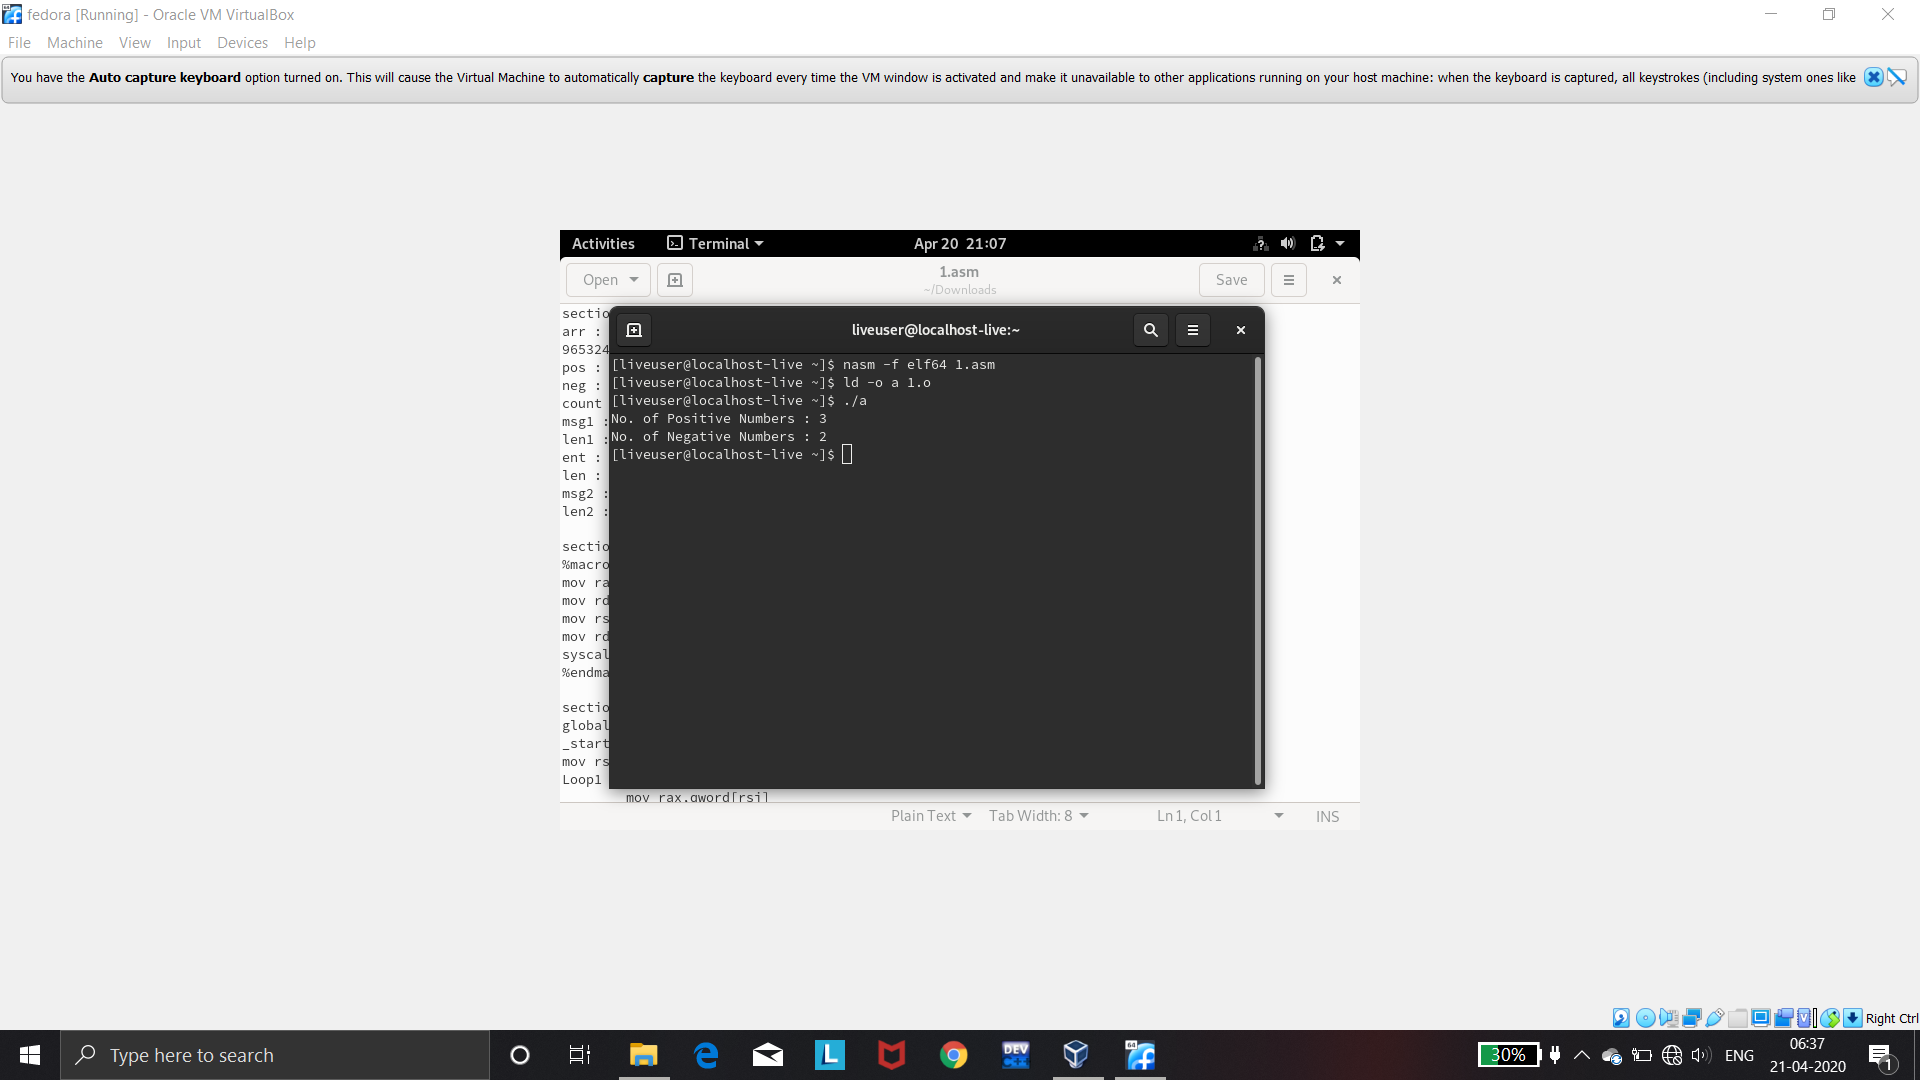 fedora [Running] - Oracle VM VirtualBox
File Machine View Input Devices Help
You have the Auto capture keyboard option turned on. This will cause the Virtual Machine to automatically capture the keyboard every time the VM window is activated and make it unavailable to other applications running on your host machine: when the keyboard is captured, all keystrokes (including system ones like
Activities Terminal Apr 20 21:07
Open 1.asm Save
~/Downloads
sectio
arr :
965324
pos :
neg :
count
msg1 :
len1 :
ent :
len :
msg2 :
len2 :
sectio
%macro
mov ra
mov rd
mov rs
mov rd
syscal
%endma
sectio
global
_start
mov rs
Loop1
mov rax,qword[rsi]
liveuser@localhost-live:~
[liveuser@localhost-live ~]$ nasm -f elf64 1.asm
[liveuser@localhost-live ~]$ ld -o a 1.o
[liveuser@localhost-live ~]$ ./a
No. of Positive Numbers : 3
No. of Negative Numbers : 2
[liveuser@localhost-live ~]$
Plain Text Tab Width: 8 Ln 1, Col 1 INS
Right Ctrl
Type here to search
L
DEV
64
30%
ENG
06:37
21-04-2020
1